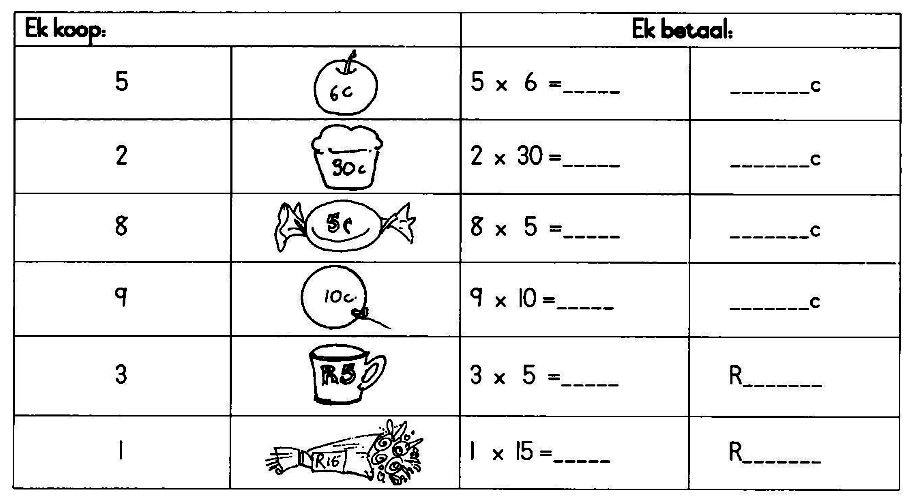 Ek koop: Ek betaal:
5 6c 5 x 6 =_____ _______c
2 30c 2 x 30 =_____ _______c
8 5c 8 x 5 =_____ _______c
9 10c 9 x 10 =_____ _______c
3 R5 3 x 5 =_____ R_______
1 R15 1 x 15 =_____ R_______